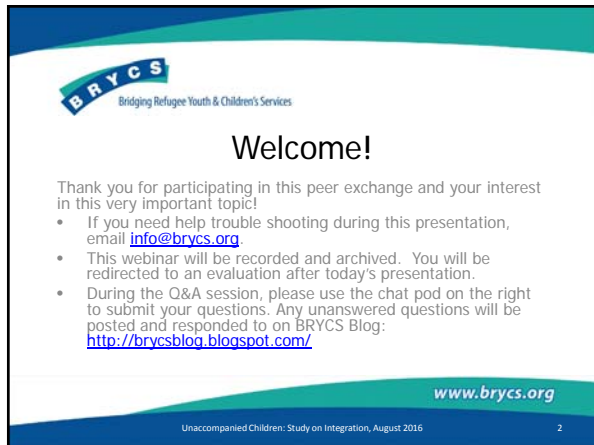 BRYCS
Bridging Refugee Youth & Children's Services
Welcome!
Thank you for participating in this peer exchange and your interest
in this very important topic!
• If you need help trouble shooting during this presentation,
email info@brycs.org.
• This webinar will be recorded and archived. You will be
redirected to an evaluation after today's presentation.
• During the Q&A session, please use the chat pod on the right
to submit your questions. Any unanswered questions will be
posted and responded to on BRYCS Blog:
http://brycsblog.blogspot.com/
www.brycs.org
Unaccompanied Children: Study on Integration, August 2016 2